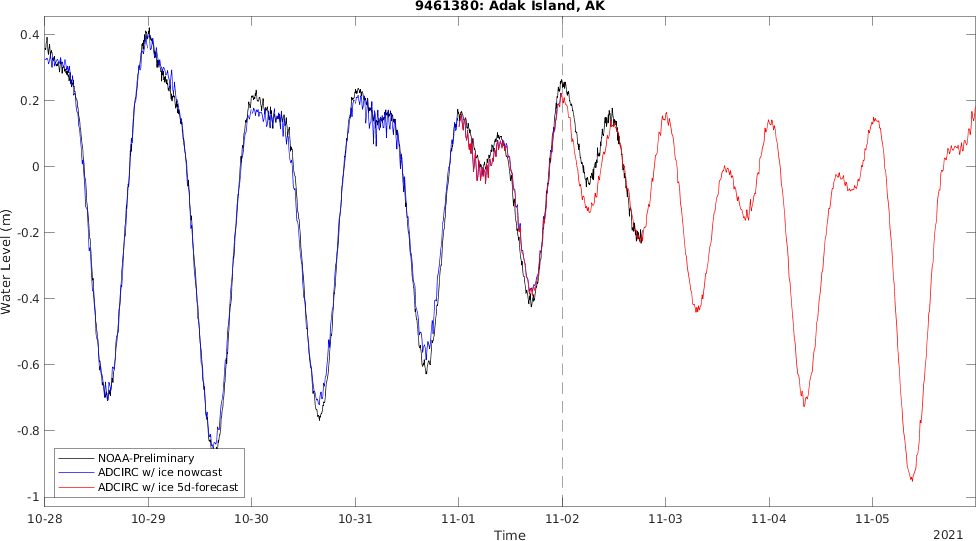 9461380: Adak Island, AK
Water Level (m)
0.4
0.2
0
-0.2
-0.4
-0.6
-0.8
-1
NOAA-Preliminary
ADCIRC w/ ice nowcast
ADCIRC w/ ice 5d-forecast
10-28 10-29 10-30 10-31 11-01 11-02 11-03 11-04 11-05
Time
2021